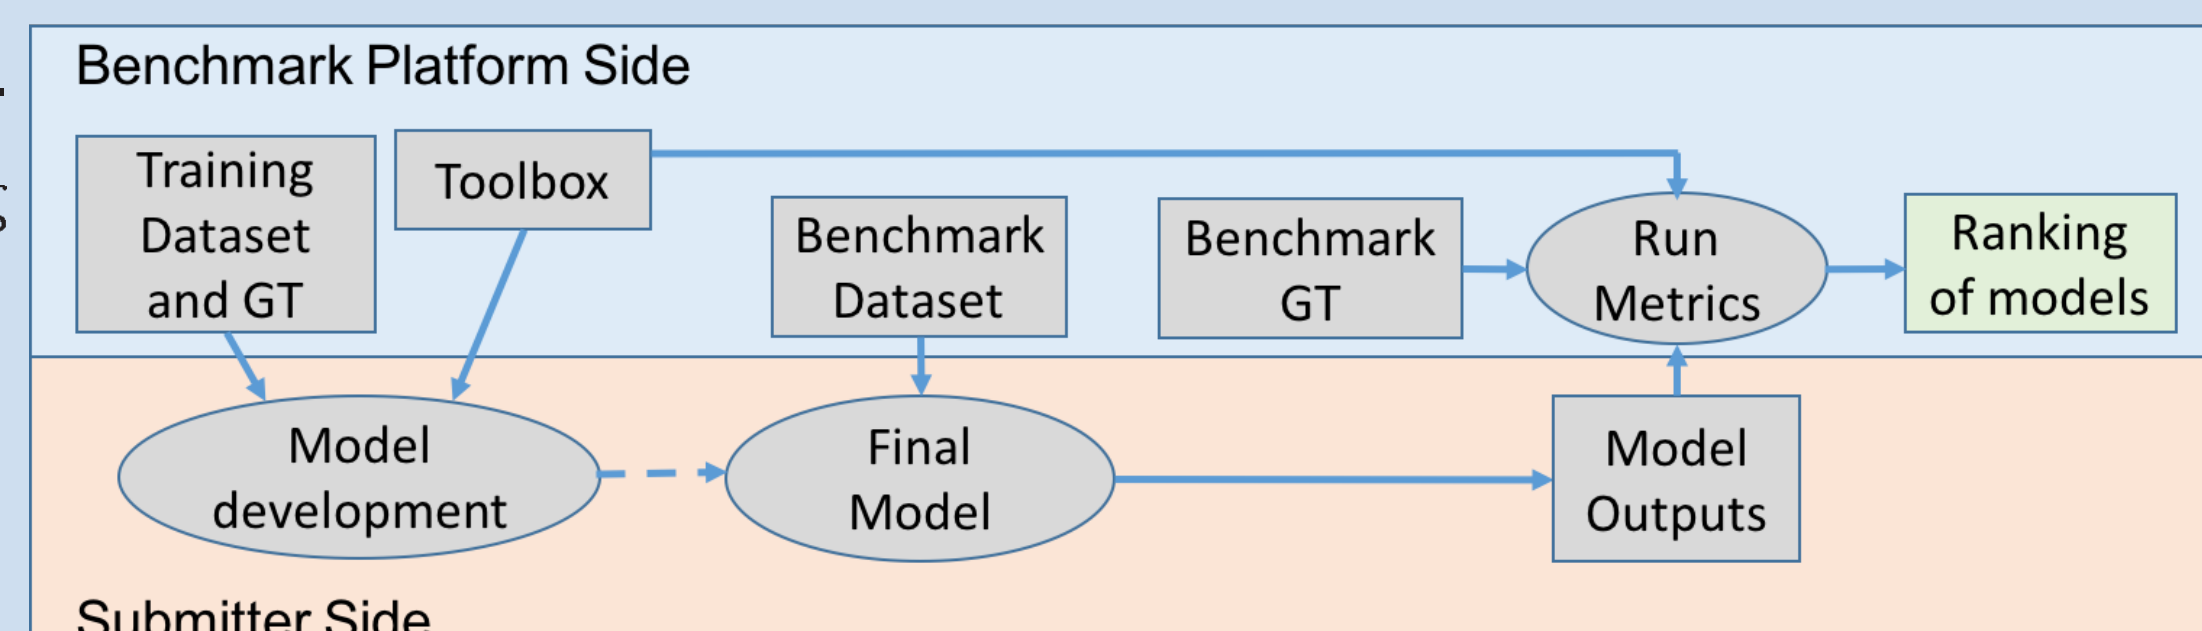 Benchmark Platform Side
Training
Dataset
and GT
Toolbox
Benchmark
Dataset
Benchmark
GT
Run
Metrics
Ranking
of models
Model
development
Final
Model
Model
Outputs
Submitter Side